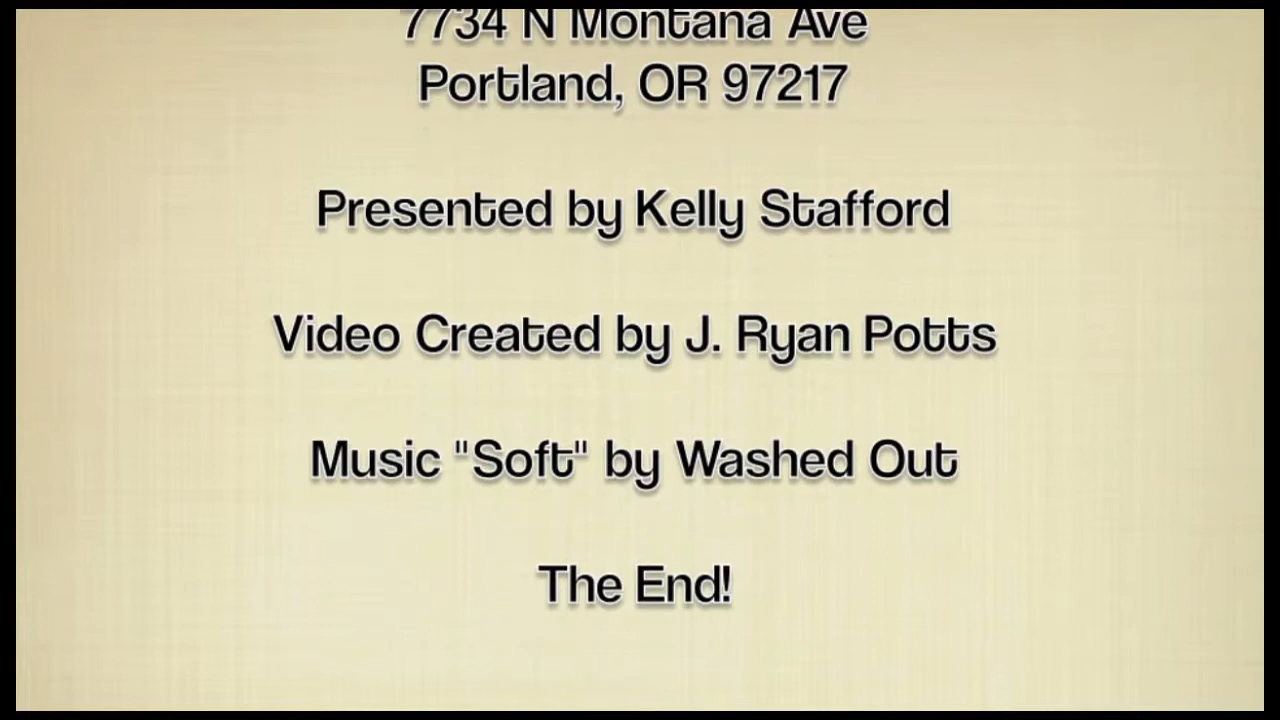 7734 N Montana Ave
Portland, OR 97217
Presented by Kelly Stafford
Video Created by J. Ryan Potts
Music "Soft" by Washed Out
The End!